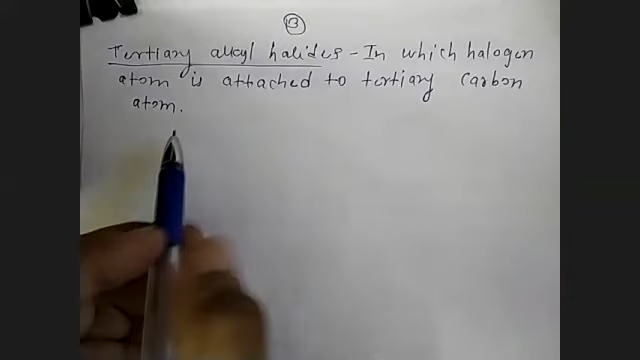 13
Tertiary alkyl halides - In which halogen
atom is attached to tertiary carbon
atom.